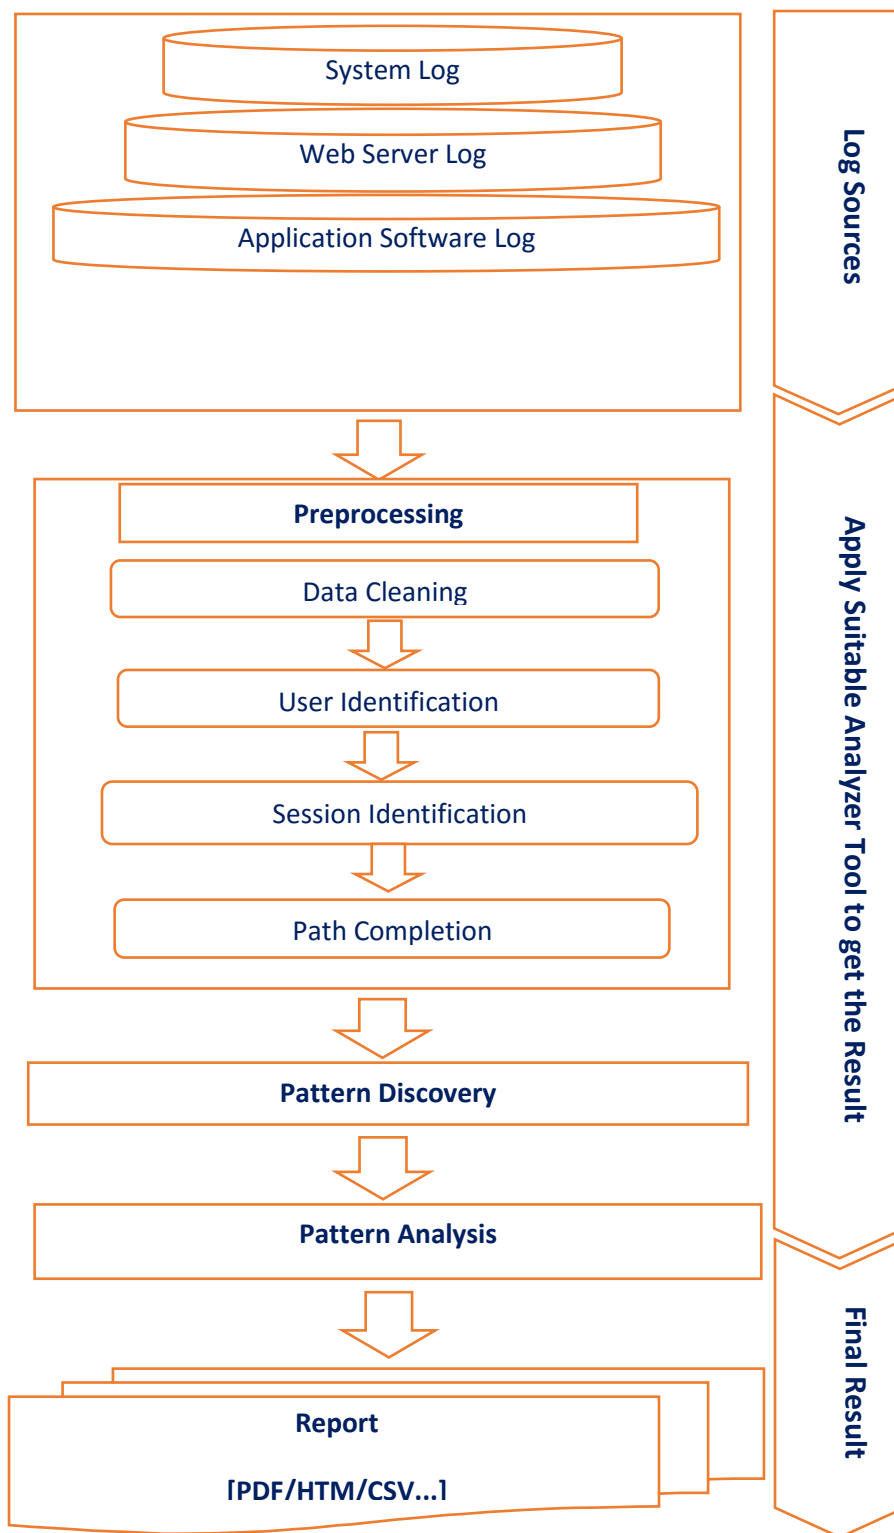 System Log
Web Server Log
Application Software Log
Log Sources
Preprocessing
Data Cleaning
User Identification
Session Identification
Path Completion
Pattern Discovery
Pattern Analysis
Apply Suitable Analyzer Tool to get the Result
Report
[PDF/HTM/CSV...]
Final Result